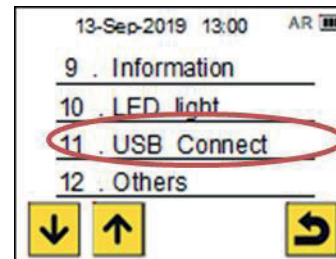 13-Sep-2019 13:00 AR
9 . Information
10 . LED light
11 . USB Connect
12 . Others